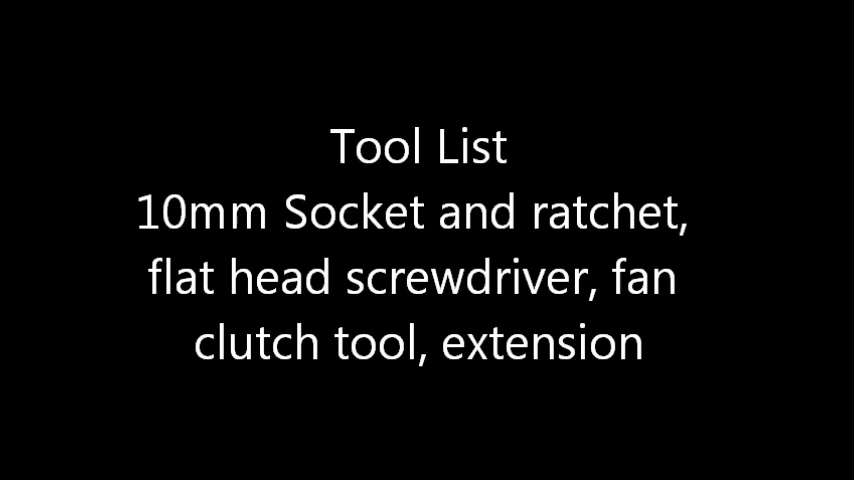 Tool List
10mm Socket and ratchet,
flat head screwdriver, fan
clutch tool, extension